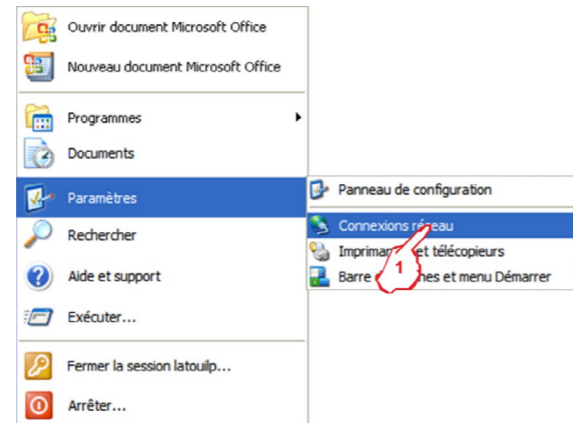 Ouvrir document Microsoft Office
Nouveau document Microsoft Office
Programmes
Documents
Paramètres
Panneau de configuration
Connexions réseau
et télécopieurs
Barre et menu Démarrer
1
Rechercher
Aide et support
Exécuter...
Fermer la session latouilp...
Arrêter...